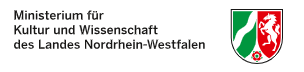 Ministerium für
Kultur und Wissenschaft
des Landes Nordrhein-Westfalen